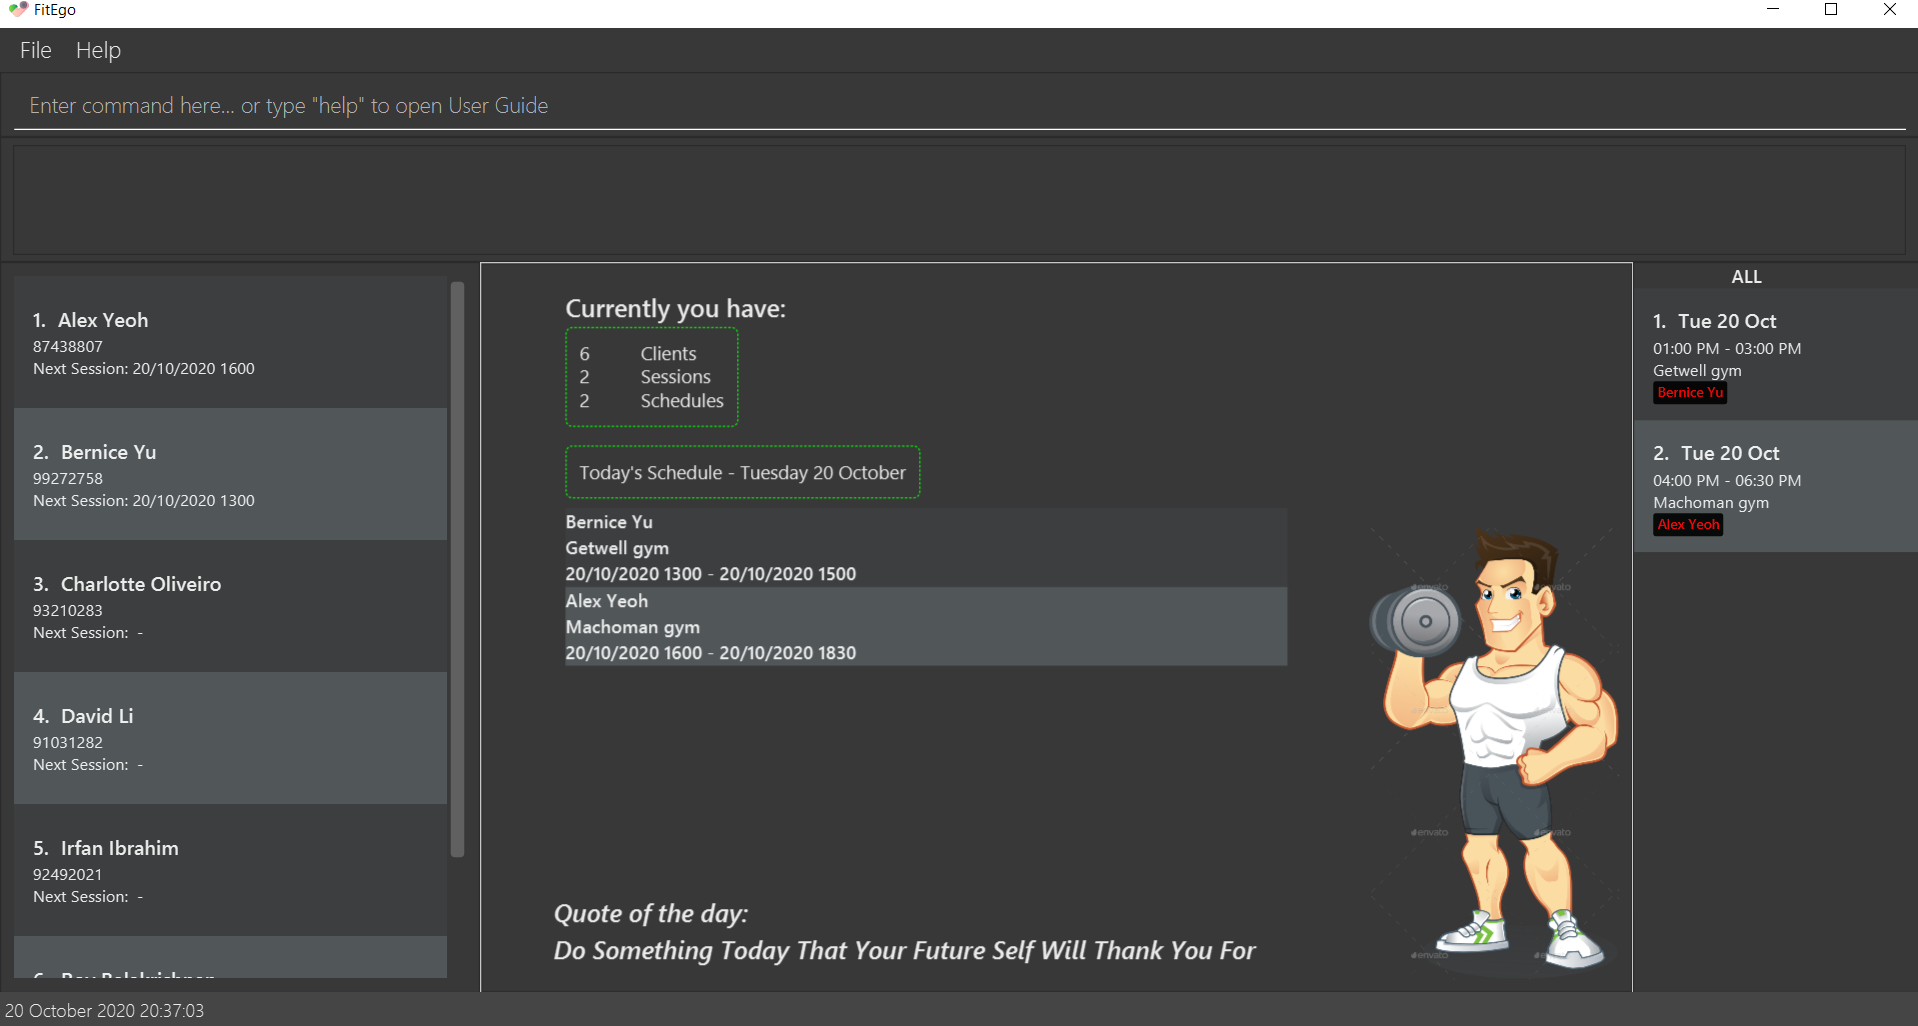 FitEgo
File Help
Enter command here... or type "help" to open User Guide
1. Alex Yeoh
87438807
Next Session: 20/10/2020 1600
2. Bernice Yu
99272758
Next Session: 20/10/2020 1300
3. Charlotte Oliveiro
93210283
Next Session: -
4. David Li
91031282
Next Session: -
5. Irfan Ibrahim
92492021
Next Session: -
Currently you have:
6 Clients
2 Sessions
2 Schedules
Today's Schedule - Tuesday 20 October
Bernice Yu
Getwell gym
20/10/2020 1300 - 20/10/2020 1500
Alex Yeoh
Machoman gym
20/10/2020 1600 - 20/10/2020 1830
envato
envato
envato
envato
envato
envato
Quote of the day:
Do Something Today That Your Future Self Will Thank You For
ALL
1. Tue 20 Oct
01:00 PM - 03:00 PM
Getwell gym
Bernice Yu
2. Tue 20 Oct
04:00 PM - 06:30 PM
Machoman gym
Alex Yeoh
20 October 2020 20:37:03